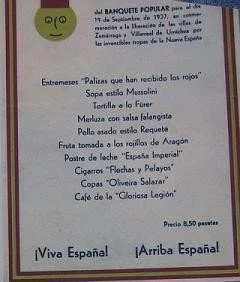 del BANQUETE POPULAR para el día
19 de Septiembre de 1937, en conme-
moración a la liberación de las villas de
Zumárraga y Villarreal de Urréchua por
las invencibles tropas de la Nueva España
Entremeses "Palizas que han recibido los rojos"
Sopa estilo Mussolini
Tortilla a lo Fürer
Merluza con salsa falangista
Pollo asado estilo Requeté
Fruta tomada a los rojillos de Aragón
Postre de leche "España Imperial"
Cigarros "Flechas y Pelayos"
Copas "Oliveira Salazar"
Café de la "Gloriosa Legión"
Precio 8,50 pesetas
¡Viva España! ¡Arriba España!